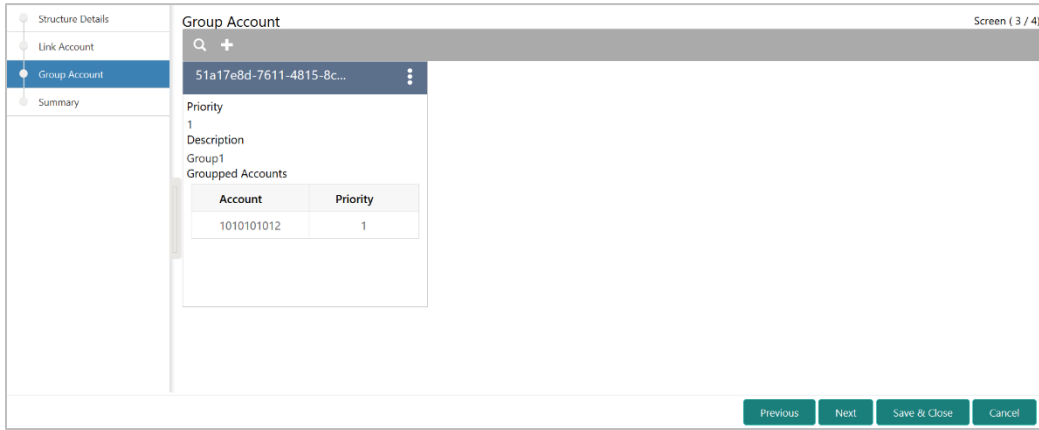 Structure Details
Link Account
Group Account
Summary
Group Account
Screen ( 3 / 4)
51a17e8d-7611-4815-8c...
Priority
1
Description
Group1
Groupped Accounts
Account Priority
1010101012 1
Previous Next Save & Close Cancel